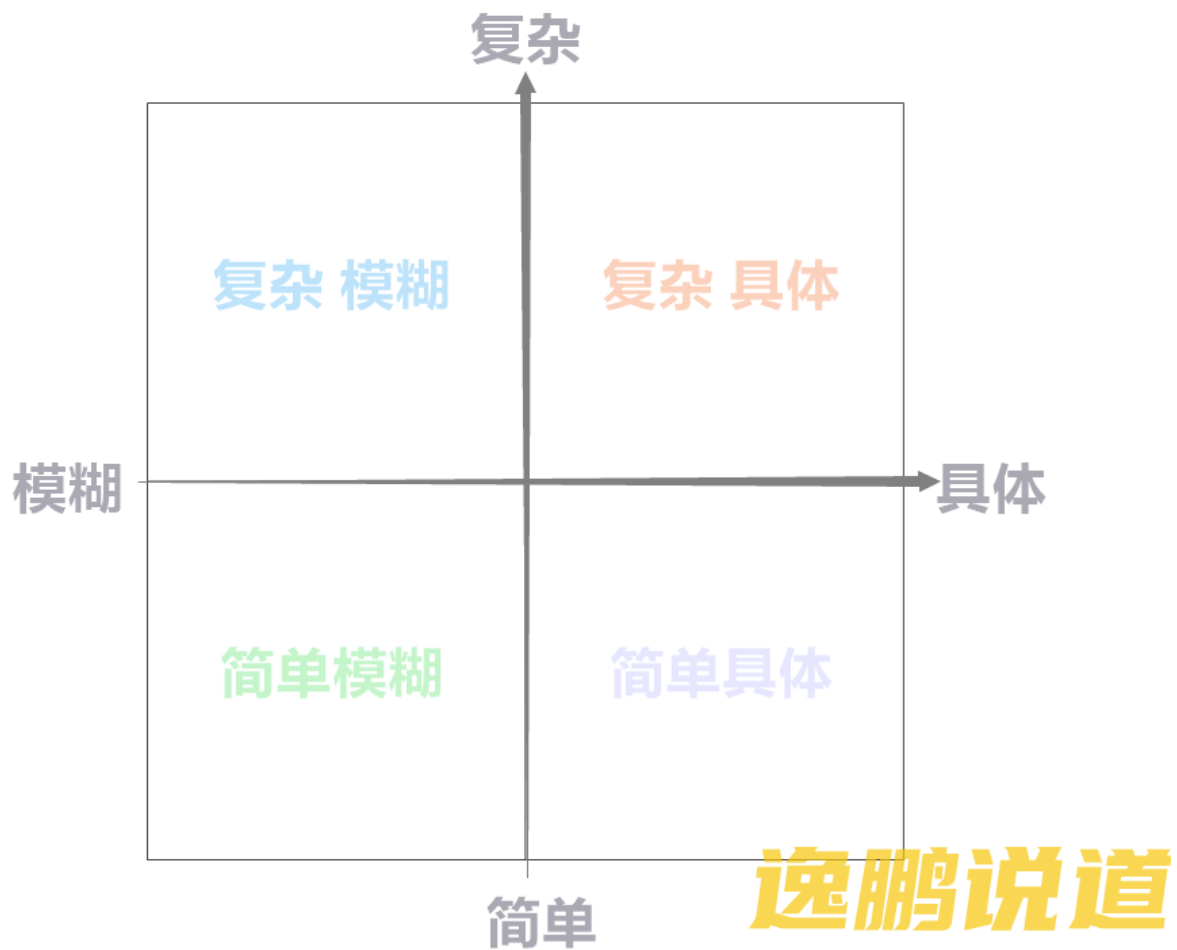 复杂
复杂 模糊
复杂 具体
模糊
具体
简单模糊
简单具体
简单
逸鹏说道